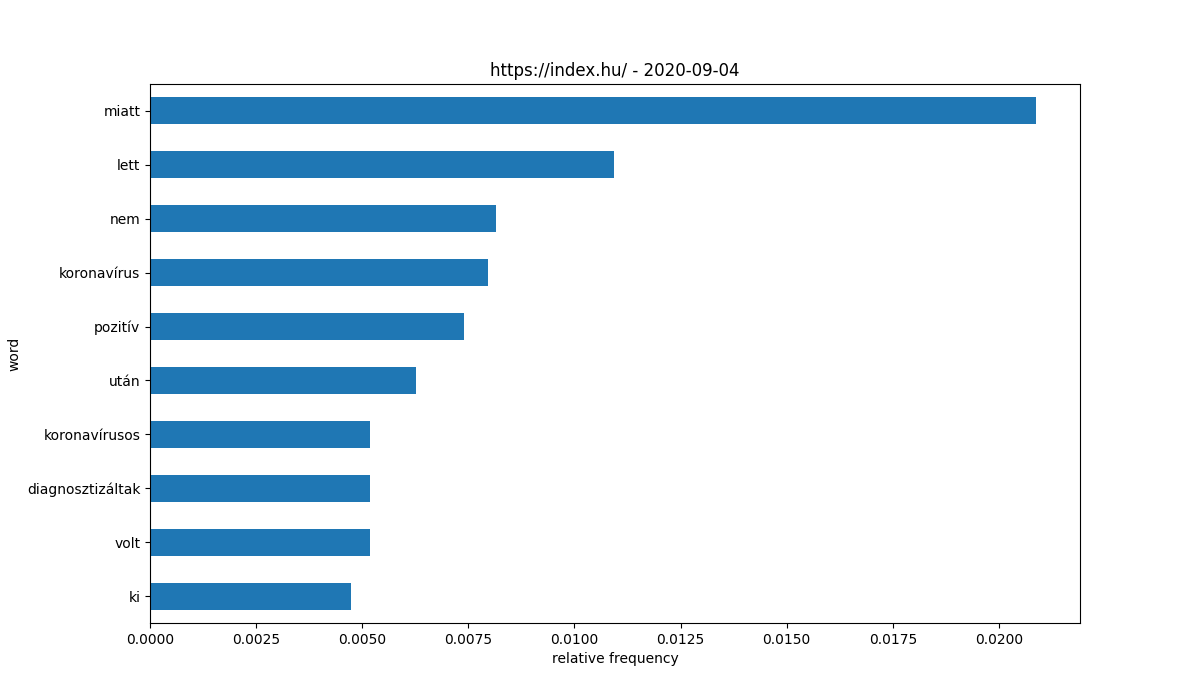 https://index.hu/ - 2020-09-04
word
miatt
lett
nem
koronavírus
pozitív
után
koronavírusos
diagnosztizáltak
volt
ki
0.0000 0.0025 0.0050 0.0075 0.0100 0.0125 0.0150 0.0175 0.0200
relative frequency